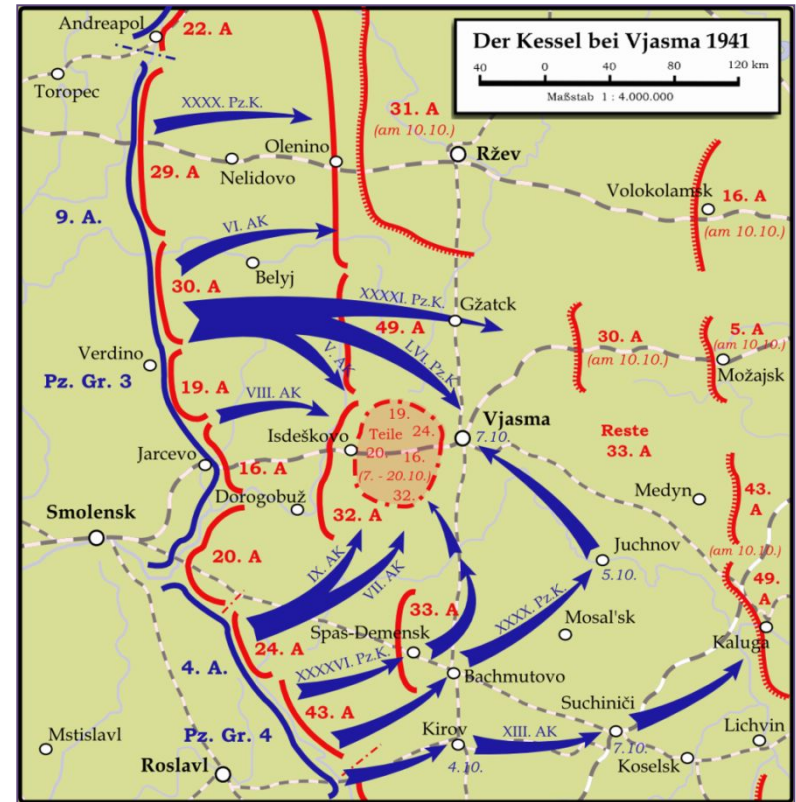 Der Kessel bei Vjasma 1941
40 0 40 80 120 km
Maßstab 1 : 4.000.000
Andreapol
22. A
Toropec
XXXX. Pz.K.
31. A
(am 10.10.)
Olenino
Ržev
29. A
Nelidovo
Volokolamsk
16. A
(am 10.10.)
9. A.
VI. AK
Belyj
30. A
XXXXI. Pz.K.
Gžatck
49. A
30. A
(am 10.10.)
5. A
(am 10.10.)
Možajsk
Verdino
V. AK
LVI. Pz.K.
Pz. Gr. 3
19. A
VIII. AK
19.
Teile
24.
20.
16.
(7. - 20.10.)
32.
Isdeškovo
Vjasma
7.10.
Reste
33. A
Jarcevo
16. A
Dorogobuž
32. A
Medyn
43.
A
(am 10.10.)
Smolensk
20. A
IX. AK
VII. AK
Juchnov
5.10.
49.
A
33. A
XXXX. Pz.K.
Mosal'sk
Spas-Demensk
Kaluga
24. A
4. A.
XXXXVI. Pz.K.
Bachmutovo
43. A
Suchiniči
7.10.
Pz. Gr. 4
Mstislavl
Kirov
4.10.
XIII. AK
Lichvin
Koselsk
Roslavl